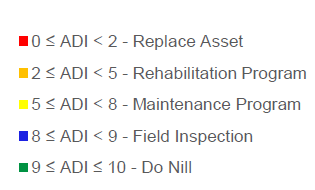 0 ≤ ADI < 2 - Replace Asset
2 ≤ ADI < 5 - Rehabilitation Program
5 ≤ ADI < 8 - Maintenance Program
8 ≤ ADI < 9 - Field Inspection
9 ≤ ADI ≤ 10 - Do Nill